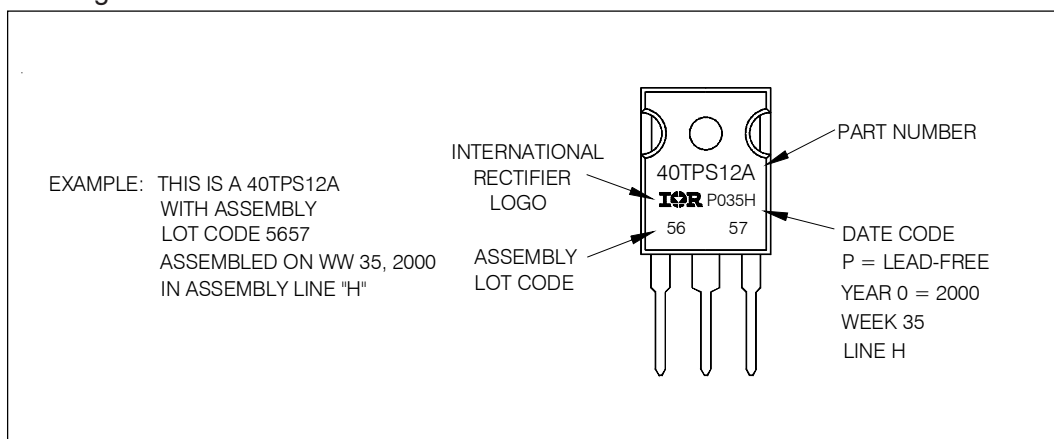 EXAMPLE: THIS IS A 40TPS12A
WITH ASSEMBLY
LOT CODE 5657
ASSEMBLED ON WW 35, 2000
IN ASSEMBLY LINE "H"
INTERNATIONAL
RECTIFIER
LOGO
ASSEMBLY
LOT CODE
40TPS12A
IOR P035H
56 57
PART NUMBER
DATE CODE
P = LEAD-FREE
YEAR 0 = 2000
WEEK 35
LINE H